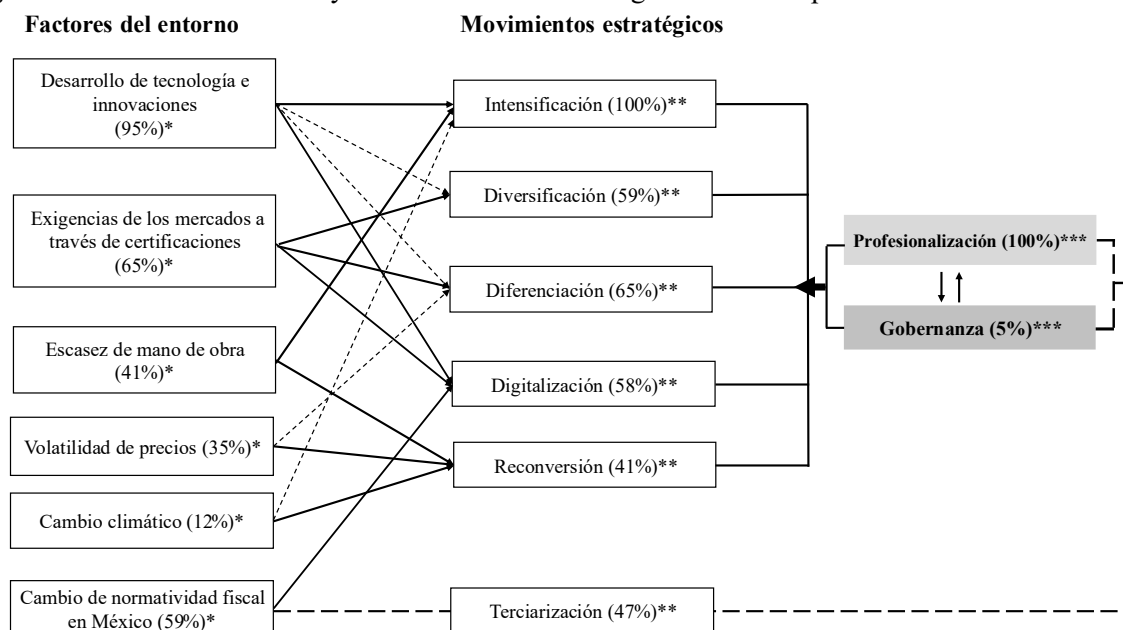 Factores del entorno
Movimientos estratégicos
Desarrollo de tecnología e
innovaciones
(95%)*
Exigencias de los mercados a
través de certificaciones
(65%)*
Escasez de mano de obra
(41%)*
Volatilidad de precios (35%)*
Cambio climático (12%)*
Cambio de normatividad fiscal
en México (59%)*
Intensificación (100%)**
Diversificación (59%)**
Diferenciación (65%)**
Digitalización (58%)**
Reconversión (41%)**
Terciarización (47%)**
Profesionalización (100%)***
Gobernanza (5%)***